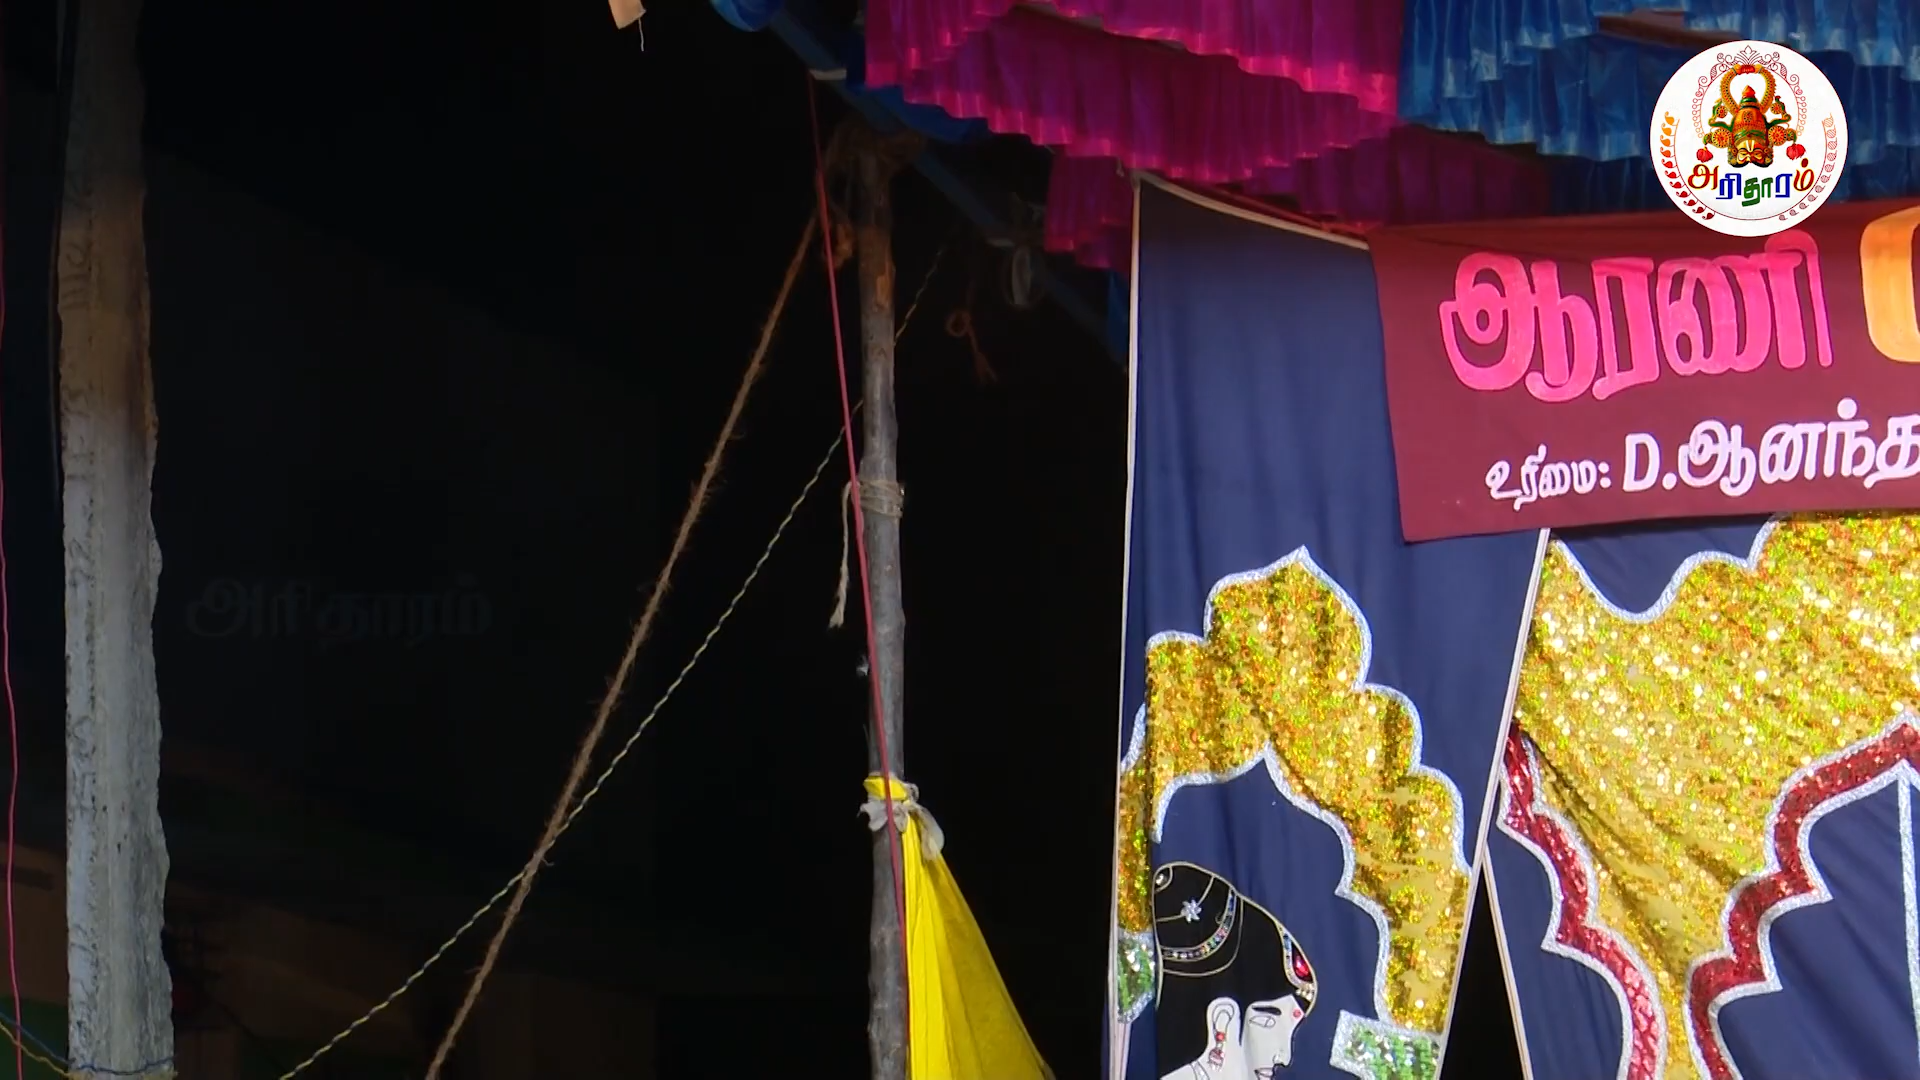 அரிதாரம்
ஆரணி
உரிமை: D.ஆனந்த
அரிதாரம்